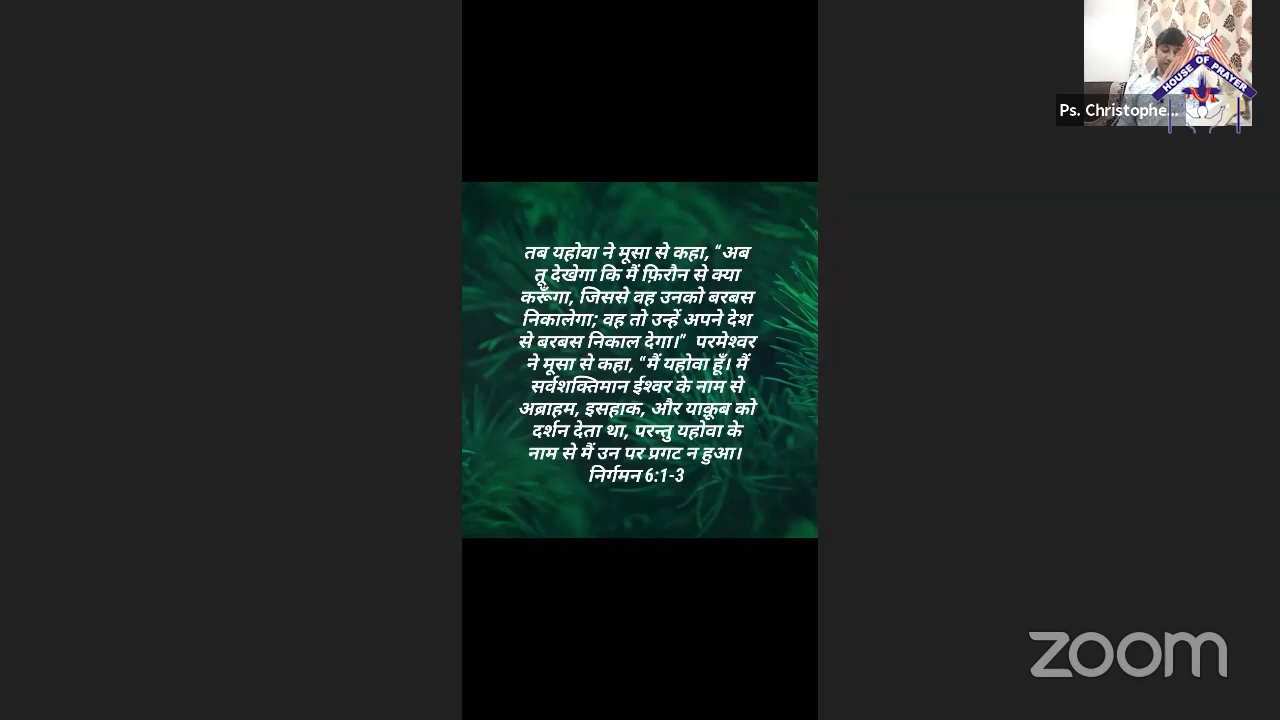 HOUSE OF PRAYER
Ps. Christophe...
तब यहोवा ने मूसा से कहा, "अब
तू देखेगा कि मैं फ़िरौन से क्या
करूँगा, जिससे वह उनको बरबस
निकालेगा; वह तो उन्हें अपने देश
से बरबस निकाल देगा।" परमेश्वर
ने मूसा से कहा, "मैं यहोवा हूँ। मैं
सर्वशक्तिमान ईश्वर के नाम से
अब्राहम, इसहाक, और याक़ूब को
दर्शन देता था, परन्तु यहोवा के
नाम से मैं उन पर प्रगट न हुआ।
निर्गमन 6:1-3
zoom